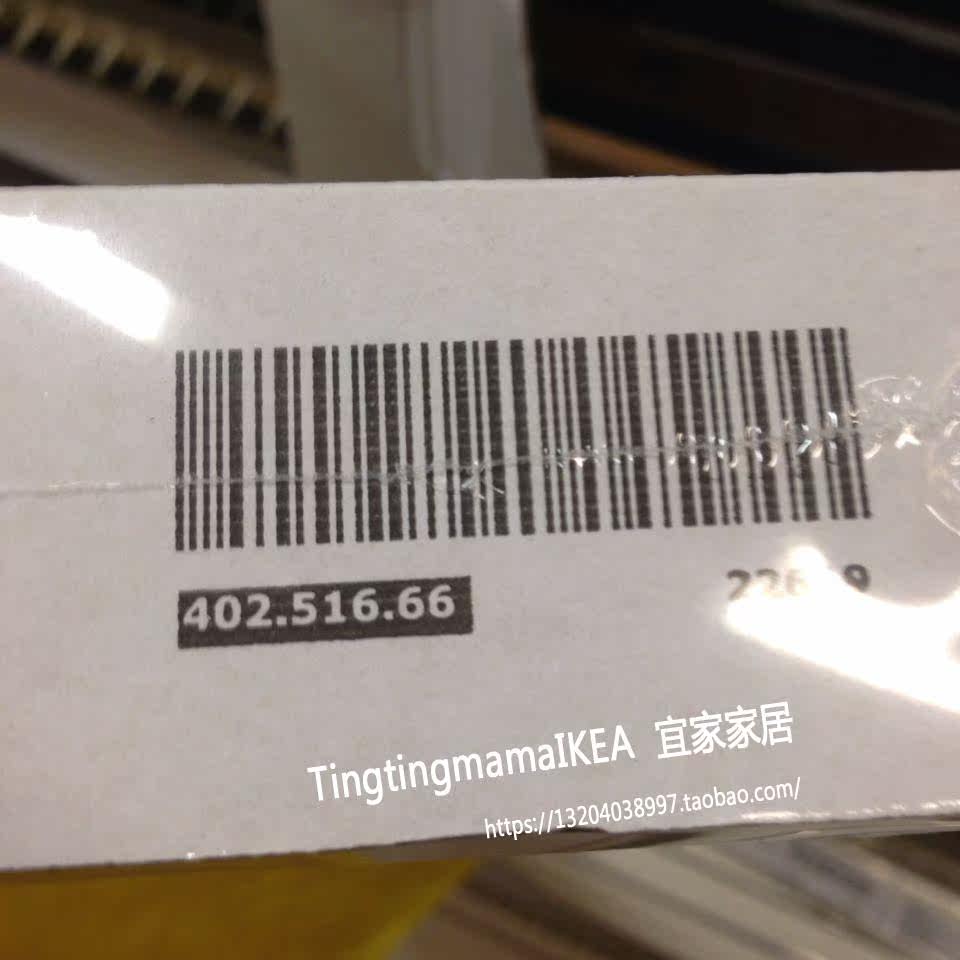 402.516.66
TingtingmamaIKEA 宜家家居
https://13204038997.taobao.com/